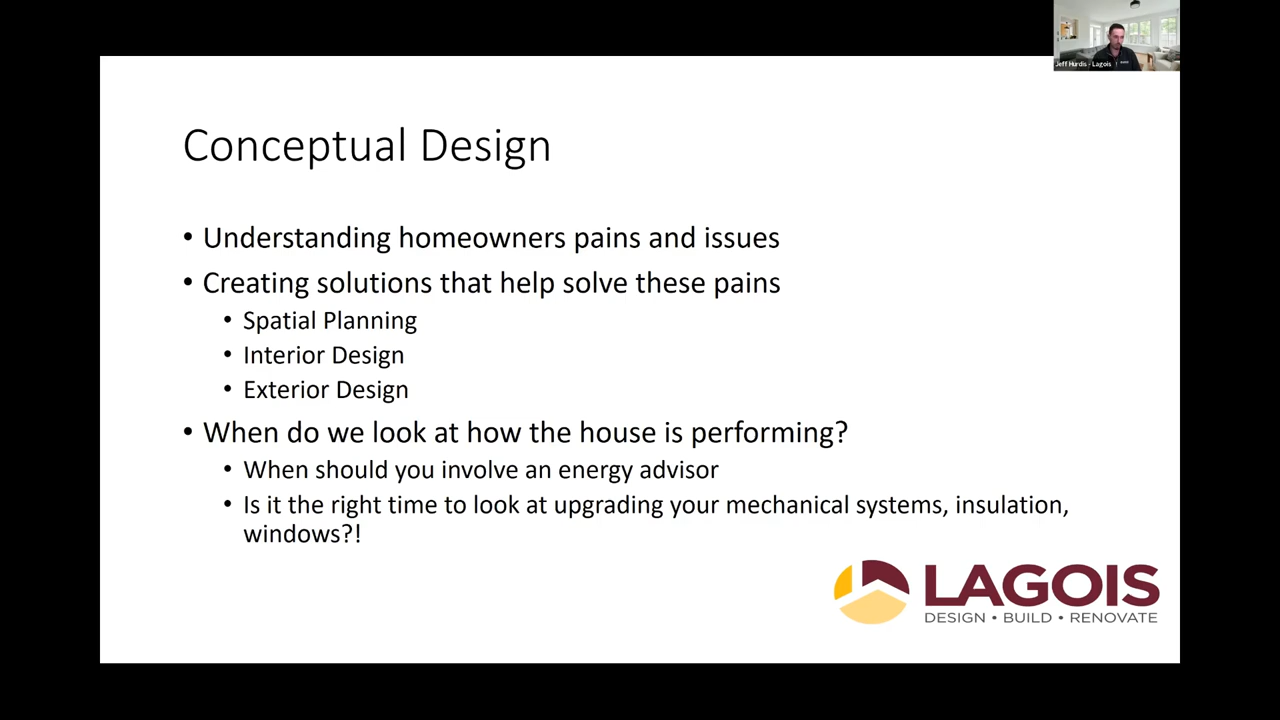 Jeff Hurdis - Lagois
Conceptual Design
• Understanding homeowners pains and issues
• Creating solutions that help solve these pains
• Spatial Planning
• Interior Design
• Exterior Design
• When do we look at how the house is performing?
• When should you involve an energy advisor
• Is it the right time to look at upgrading your mechanical systems, insulation,
windows?!
LAGOIS
DESIGN • BUILD • RENOVATE